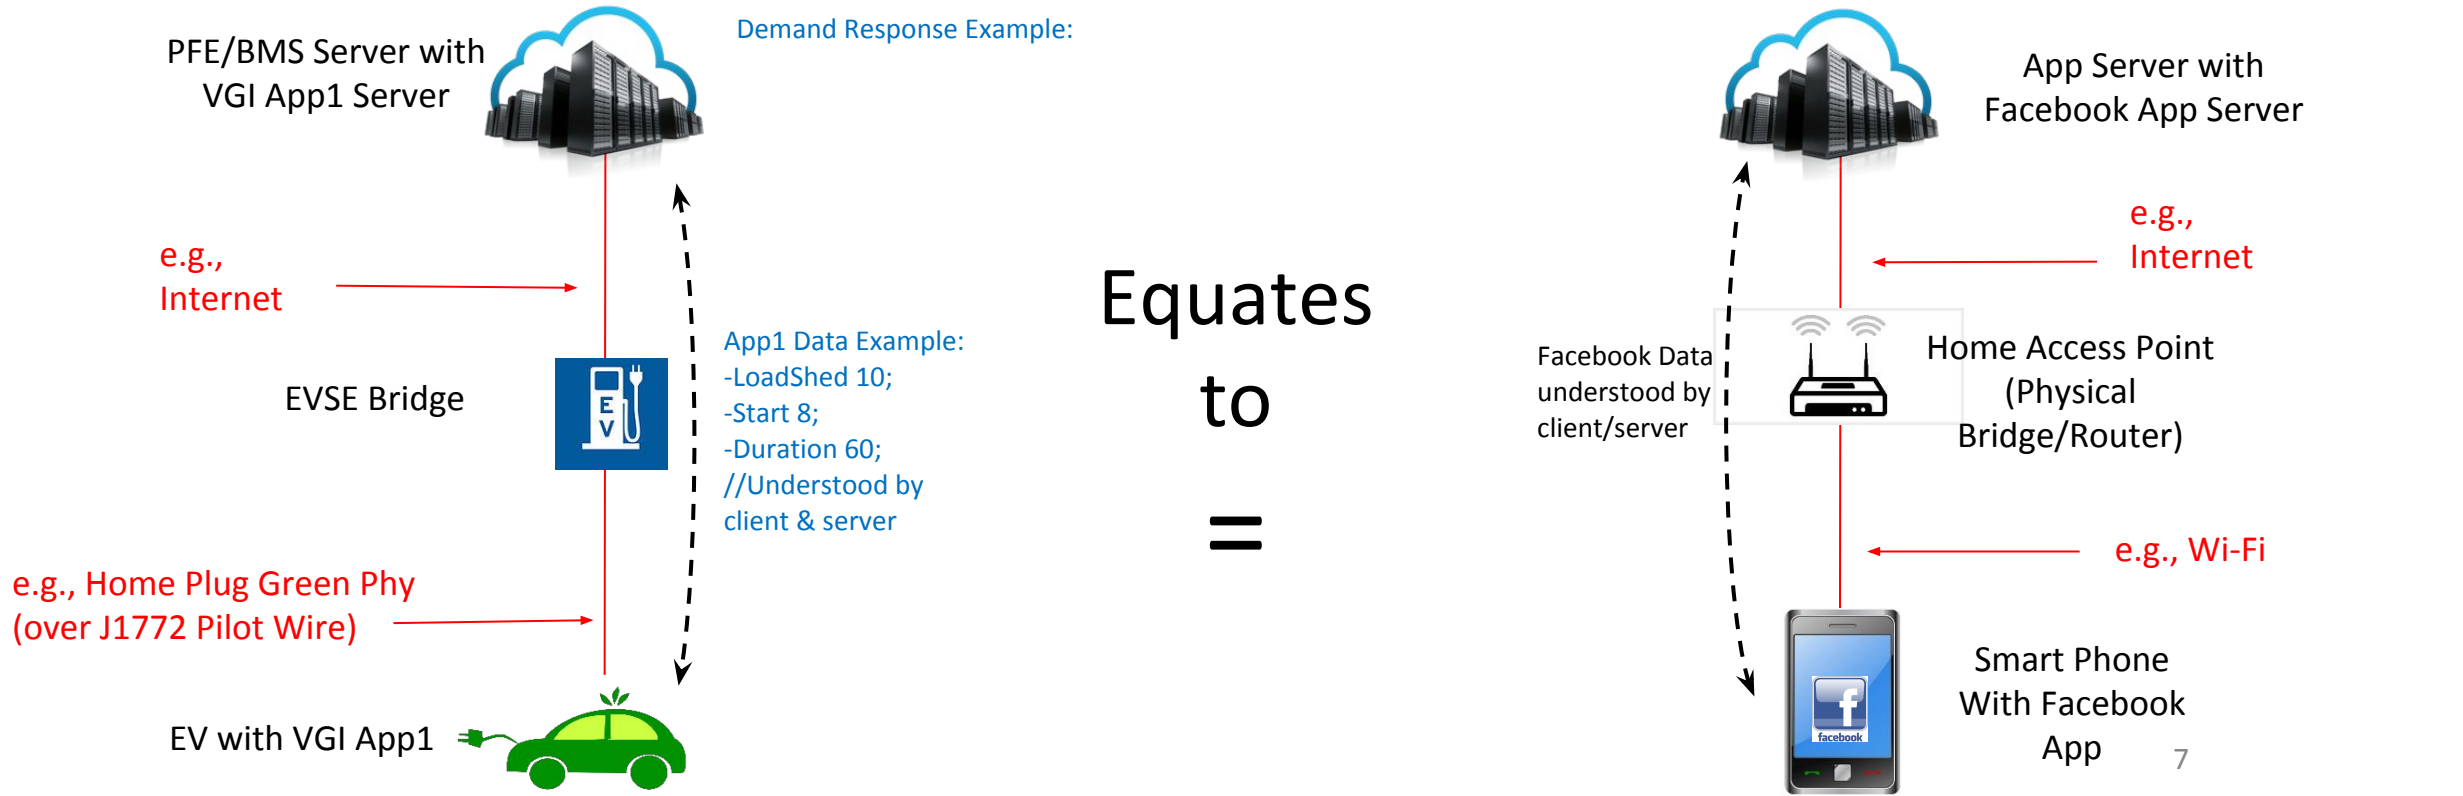 Demand Response Example:
PFE/BMS Server with
VGI App1 Server
e.g.,
Internet
EVSE Bridge
E
V
App1 Data Example:
-LoadShed 10;
-Start 8;
-Duration 60;
//Understood by
client & server
e.g., Home Plug Green Phy
(over J1772 Pilot Wire)
EV with VGI App1
Equates
to
=
App Server with
Facebook App Server
e.g.,
Internet
Facebook Data
understood by
client/server
Home Access Point
(Physical
Bridge/Router)
e.g., Wi-Fi
f
facebook
Smart Phone
With Facebook
App
7